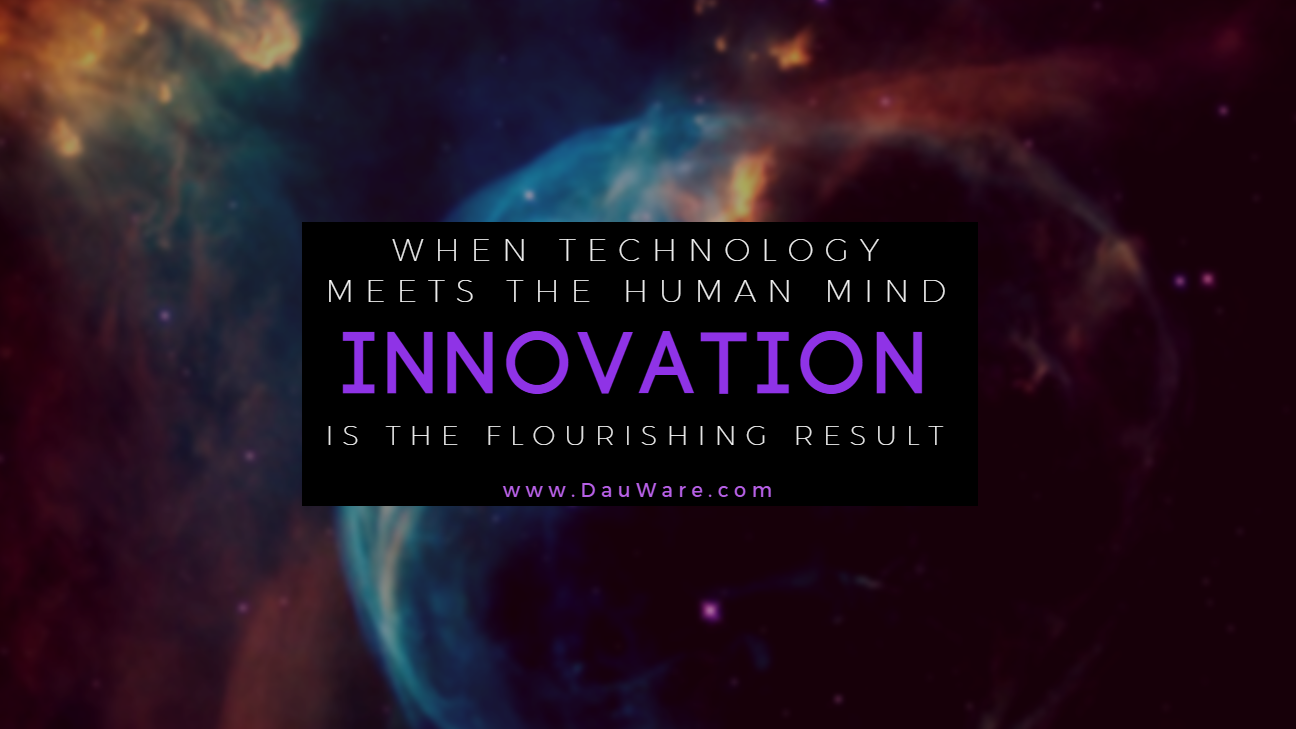 WHEN TECHNOLOGY
MEETS THE HUMAN MIND
INNOVATION
IS THE FLOURISHING RESULT
www.DauWare.com